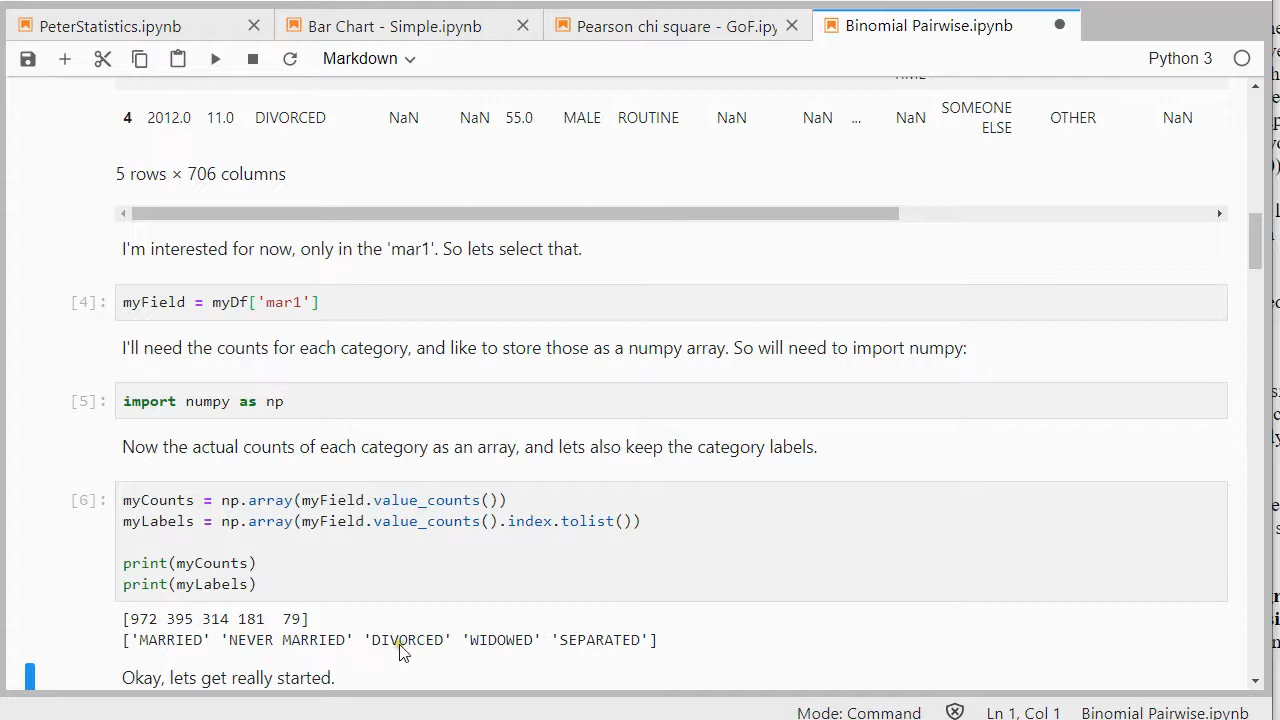 PeterStatistics.ipynb
Bar Chart - Simple.ipynb
Pearson chi square - GoF.ipy
Binomial Pairwise.ipynb
Markdown
Python 3
4 2012.0 11.0 DIVORCED NaN NaN 55.0 MALE ROUTINE NaN NaN ... NaN SOMEONE ELSE OTHER NaN
5 rows × 706 columns
I'm interested for now, only in the 'mar1'. So lets select that.
[4]: myField = myDf['mar1']
I'll need the counts for each category, and like to store those as a numpy array. So will need to import numpy:
[5]: import numpy as np
Now the actual counts of each category as an array, and lets also keep the category labels.
[6]: myCounts = np.array(myField.value_counts())
myLabels = np.array(myField.value_counts().index.tolist())
print(myCounts)
print(myLabels)
[972 395 314 181  79]
['MARRIED' 'NEVER MARRIED' 'DIVORCED' 'WIDOWED' 'SEPARATED']
Okay, lets get really started.
Mode: Command
Ln 1, Col 1
Binomial Pairwise.ipynb